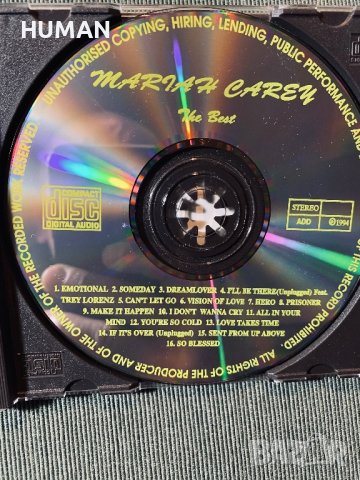 HUMAN
UNAUTHORISED COPYING, HIRING, LENDING, PUBLIC PERFORMANCE
MARIAH CAREY
The Best
COMPACT
disc
DIGITAL AUDIO
STEREO
ADD ℗1994
1. EMOTIONAL 2. SOMEDAY 3. DREAMLOVER 4. I'LL BE THERE(Unplugged) Feat.
TREY LORENZ 5. CAN'T LET GO 6. VISION OF LOVE 7. HERO 8. PRISONER
9. MAKE IT HAPPEN 10. I DON'T WANNA CRY 11. ALL IN YOUR
MIND 12. YOU'RE SO COLD 13. LOVE TAKES TIME
14. IF IT'S OVER (Unplugged) 15. SENT FROM UP ABOVE
16. SO BLESSED
PROHIBITED. ALL RIGHTS OF THE PRODUCER AND OF THE OWNER OF THE RECORDED WORK RESERVED